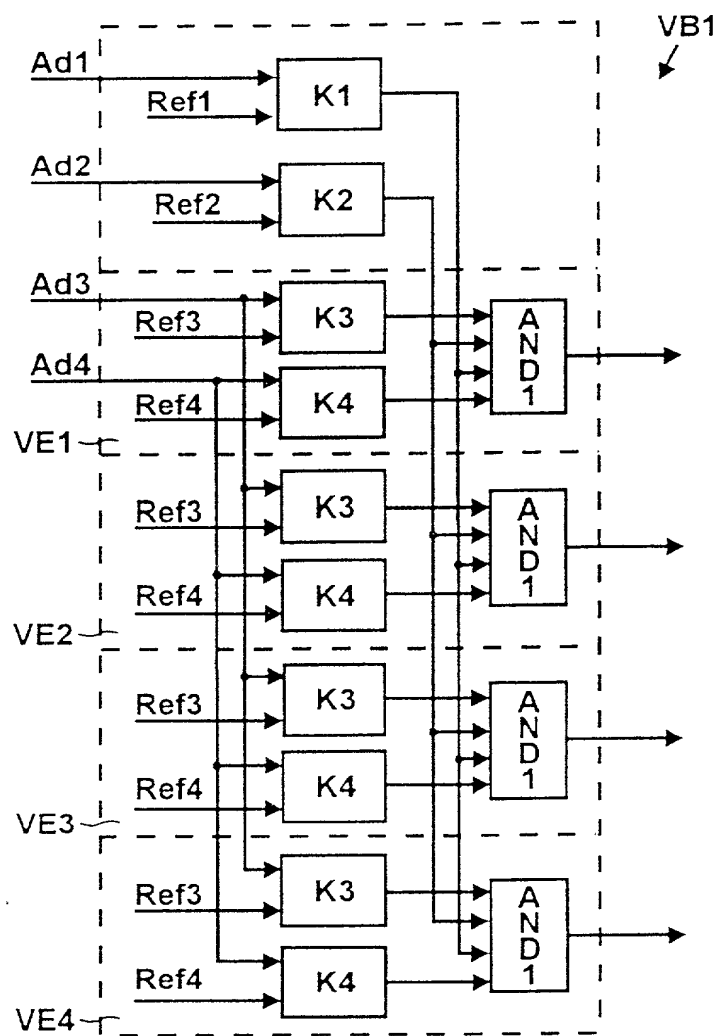 VB1
Ad1
Ref1
K1
Ad2
Ref2
K2
Ad3
Ref3
K3
Ad4
Ref4
K4
AND1
VE1
Ref3
K3
Ref4
K4
AND1
VE2
Ref3
K3
Ref4
K4
AND1
VE3
Ref3
K3
Ref4
K4
AND1
VE4